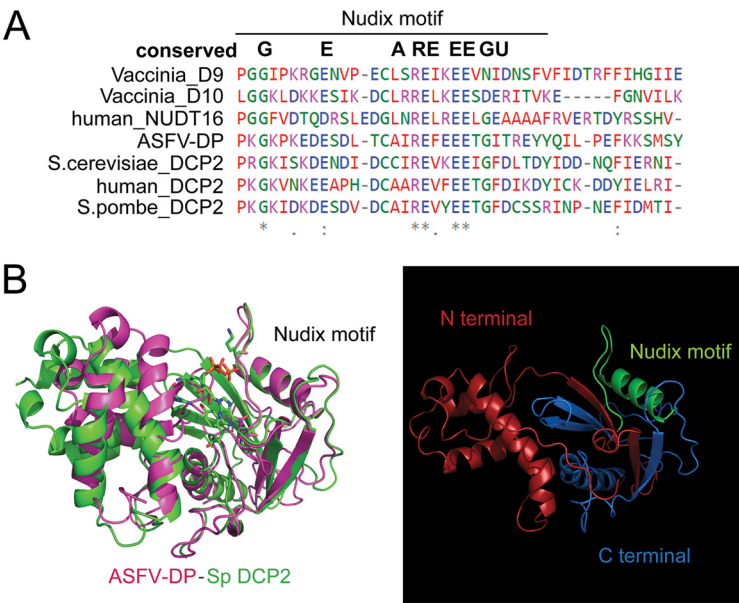 A
Nudix motif
conserved G E A RE EE GU
Vaccinia_D9 PGGIPKRGENVP-ECLSREIKEEVNIDNSFVFIDTRFFIHGIIE
Vaccinia_D10 LGGKLDKKESIK-DCLRRELKEESDERITVKE-----FGNVILK
human_NUDT16 PGGFVDTQDRSLEDGLNRELREELGEAAAAFRVERTDYRSSHV-
ASFV-DP PKGKPKEDESDL-TCAIREFEEETGITREYYQIL-PEFKKSMSY
S.cerevisiae_DCP2 PRGKISKDENDI-DCCIREVKEEIGFDLTDYIDD-NQFIERNI-
human_DCP2 PKGKVNKEEAPH-DCAAREVFEETGFDIKDYICK-DDYIELRI-
S.pombe_DCP2 PKGKIDKDESDV-DCAIREVYEETGFDCSSRINP-NEFIDMTI-
* . : **. ** :
B
Nudix motif
ASFV-DP-Sp DCP2
N terminal
Nudix motif
C terminal